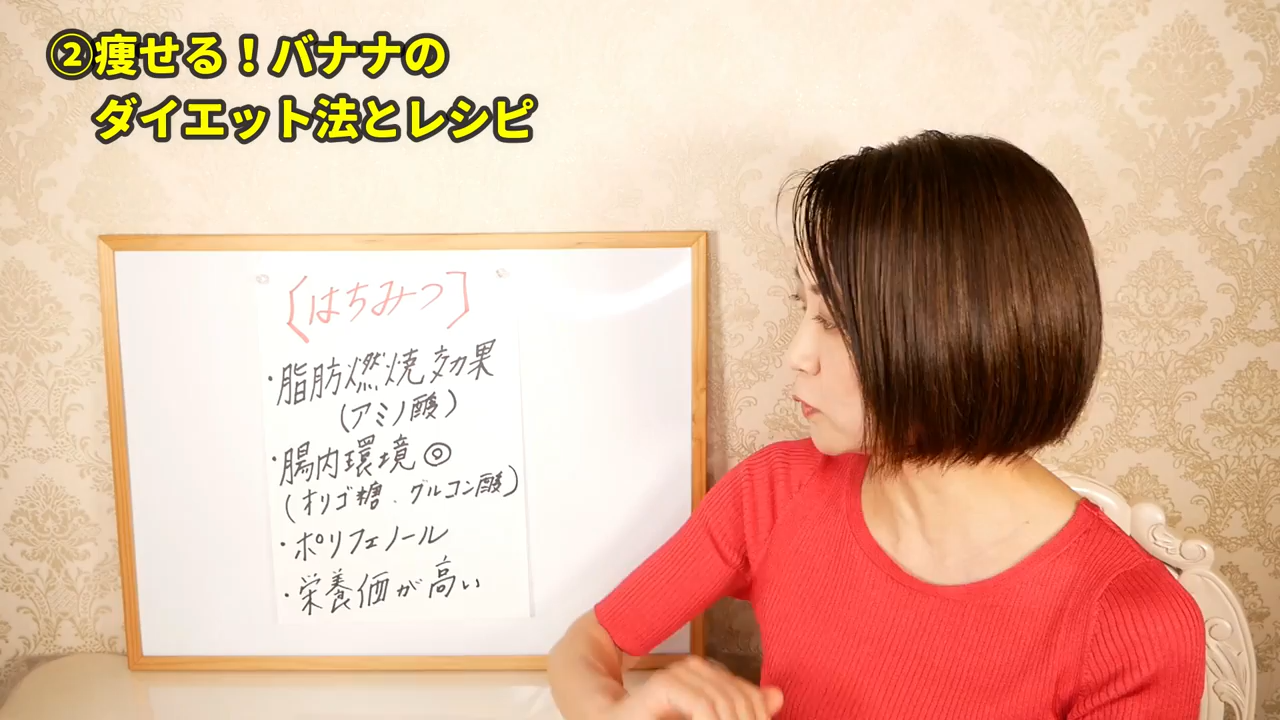 ②痩せる！バナナの
ダイエット法とレシピ
［はちみつ］
・脂肪燃焼効果
（アミノ酸）
・腸内環境◎
（オリゴ糖、グルコン酸）
・ポリフェノール
・栄養価が高い